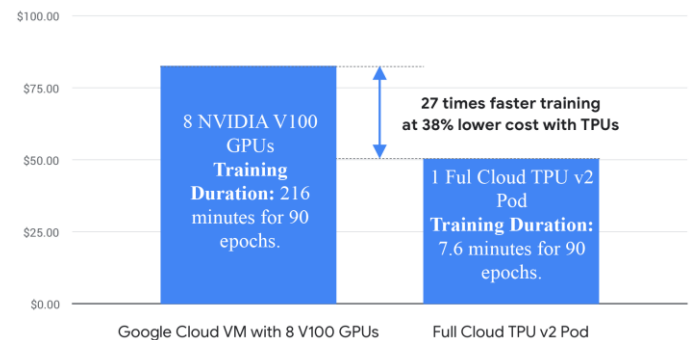 $100.00
$75.00
$50.00
$25.00
$0.00
8 NVIDIA V100
GPUs
Training
Duration: 216
minutes for 90
epochs.
27 times faster training
at 38% lower cost with TPUs
1 Ful Cloud TPU v2
Pod
Training Duration:
7.6 minutes for 90
epochs.
Google Cloud VM with 8 V100 GPUs
Full Cloud TPU v2 Pod